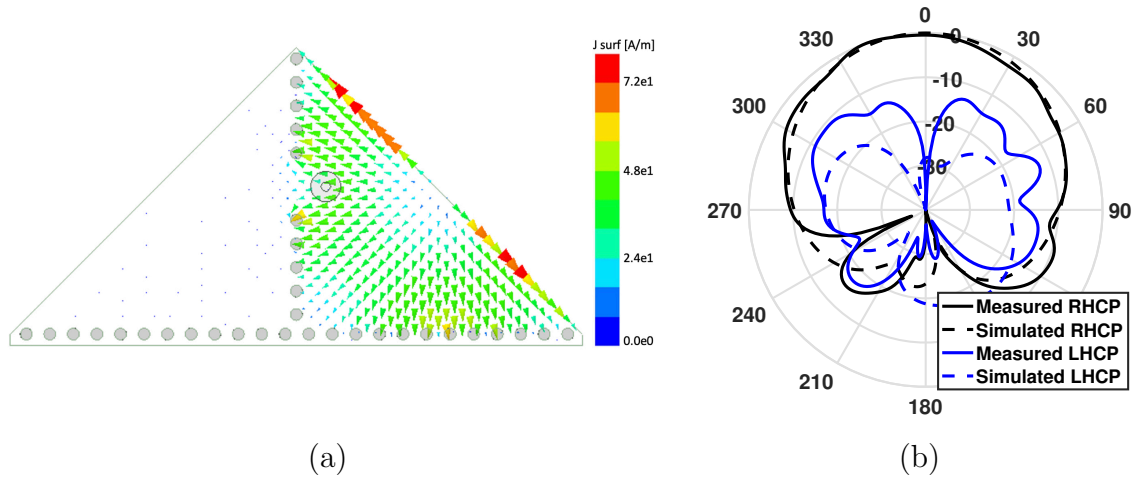 J surf [A/m]
7.2e1
4.8e1
2.4e1
0.0e0
(a)
0
330
30
300
60
270
90
240
210
180
0
-10
-20
-30
Measured RHCP
Simulated RHCP
Measured LHCP
Simulated LHCP
(b)